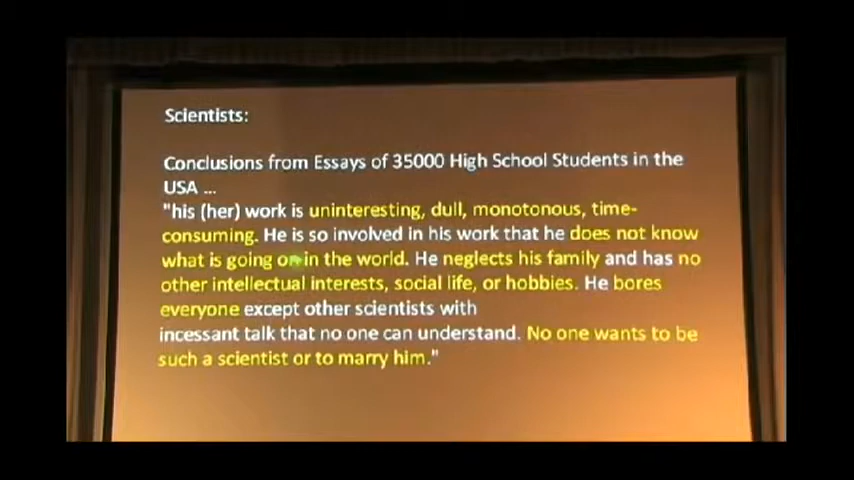 Scientists:
Conclusions from Essays of 35000 High School Students in the
USA ...
"his (her) work is uninteresting, dull, monotonous, time-
consuming. He is so involved in his work that he does not know
what is going on in the world. He neglects his family and has no
other intellectual interests, social life, or hobbies. He bores
everyone except other scientists with
incessant talk that no one can understand. No one wants to be
such a scientist or to marry him."